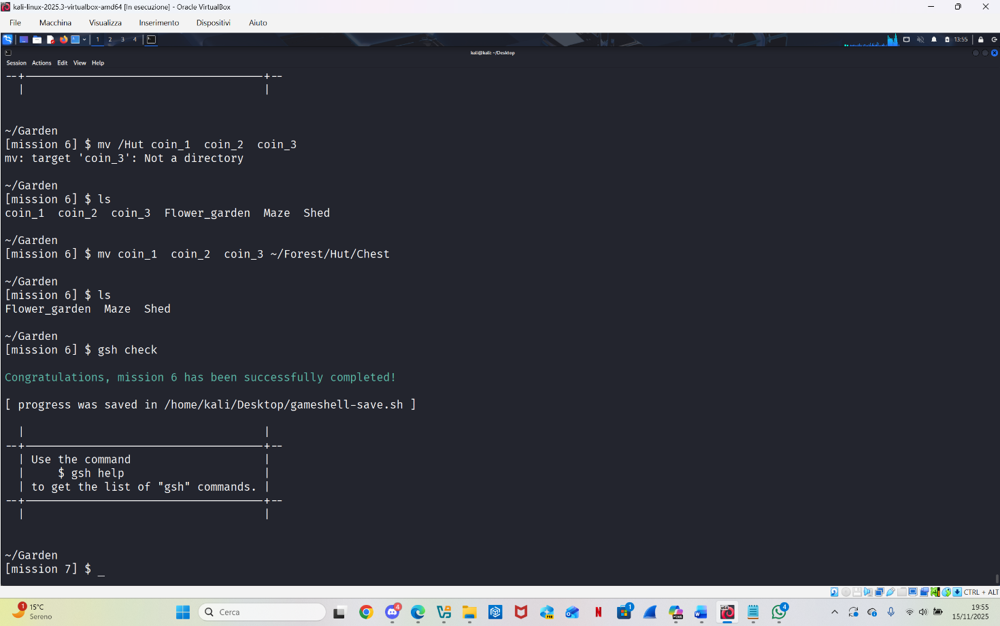 kali-linux-2025.3-virtualbox-amd64 [In esecuzione] - Oracle VirtualBox
File Macchina Visualizza Inserimento Dispositivi Aiuto
1 2 3 4 13:55
kali@kali: ~/Desktop
Session Actions Edit View Help
--+-----------------------------------+--
| |
~/Garden
[mission 6] $ mv /Hut coin_1  coin_2  coin_3
mv: target 'coin_3': Not a directory
~/Garden
[mission 6] $ ls
coin_1  coin_2  coin_3  Flower_garden  Maze  Shed
~/Garden
[mission 6] $ mv coin_1  coin_2  coin_3 ~/Forest/Hut/Chest
~/Garden
[mission 6] $ ls
Flower_garden  Maze  Shed
~/Garden
[mission 6] $ gsh check
Congratulations, mission 6 has been successfully completed!
[ progress was saved in /home/kali/Desktop/gameshell-save.sh ]
| |
--+-----------------------------------+--
| Use the command |
| $ gsh help |
| to get the list of "gsh" commands. |
--+-----------------------------------+--
| |
~/Garden
[mission 7] $ _
CTRL + ALT
1 15°C
Sereno
Cerca
4
1
4
19:55
15/11/2025